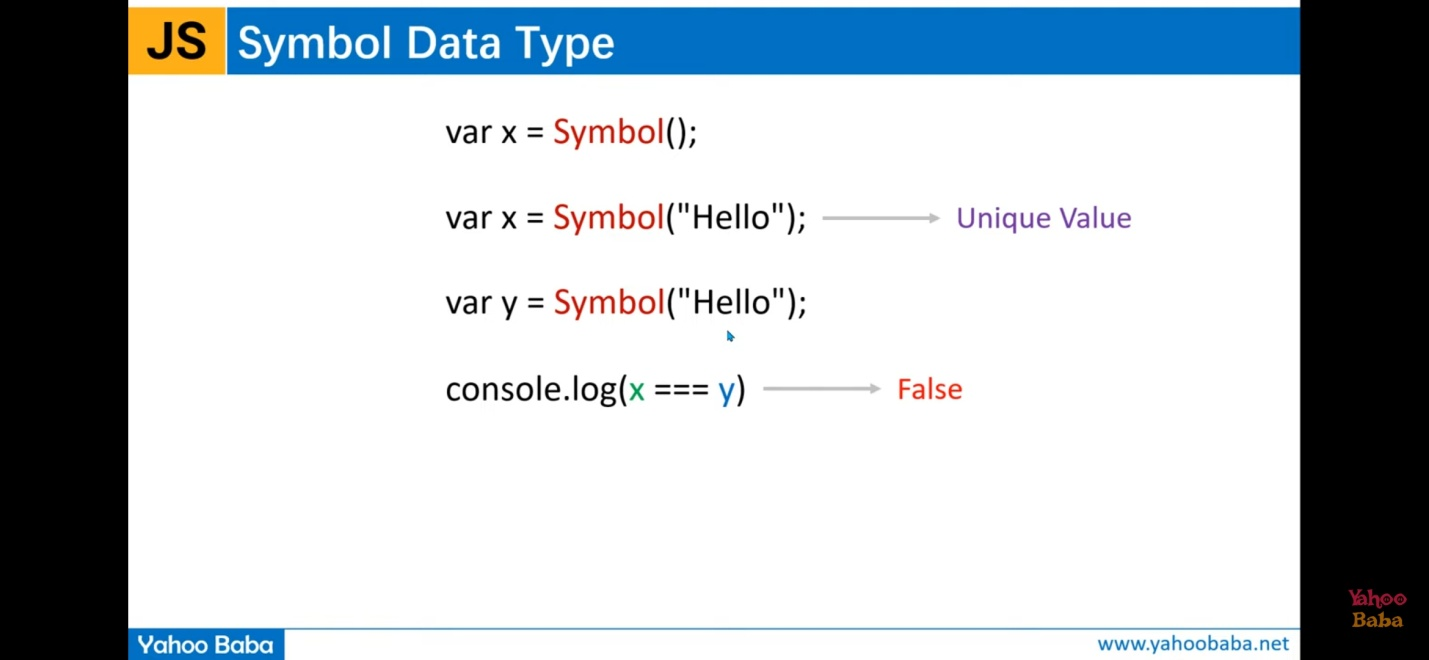 JS Symbol Data Type
var x = Symbol();
var x = Symbol("Hello"); Unique Value
var y = Symbol("Hello");
console.log(x === y) False
Yahoo
Baba
Yahoo Baba www.yahoobaba.net